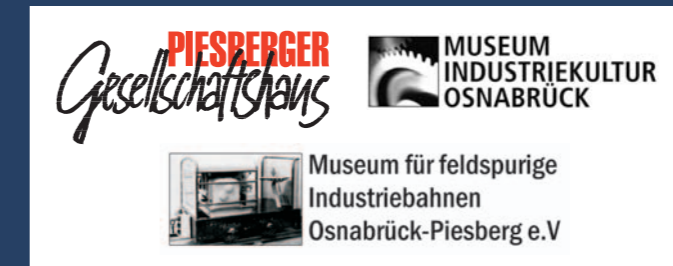 PIESBERGER
Gesellschaftshaus
MUSEUM
INDUSTRIEKULTUR
OSNABRÜCK
Museum für feldspurige
Industriebahnen
Osnabrück-Piesberg e.V